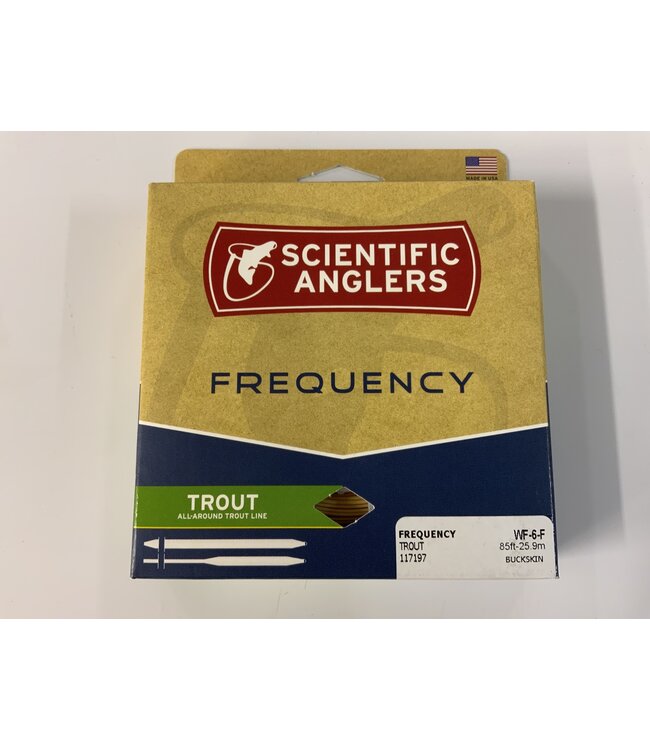 MADE IN USA
SCIENTIFIC
ANGLERS
FREQUENCY
TROUT
ALL-AROUND TROUT LINE
FREQUENCY WF-6-F
TROUT 85ft-25.9m
117197 BUCKSKIN